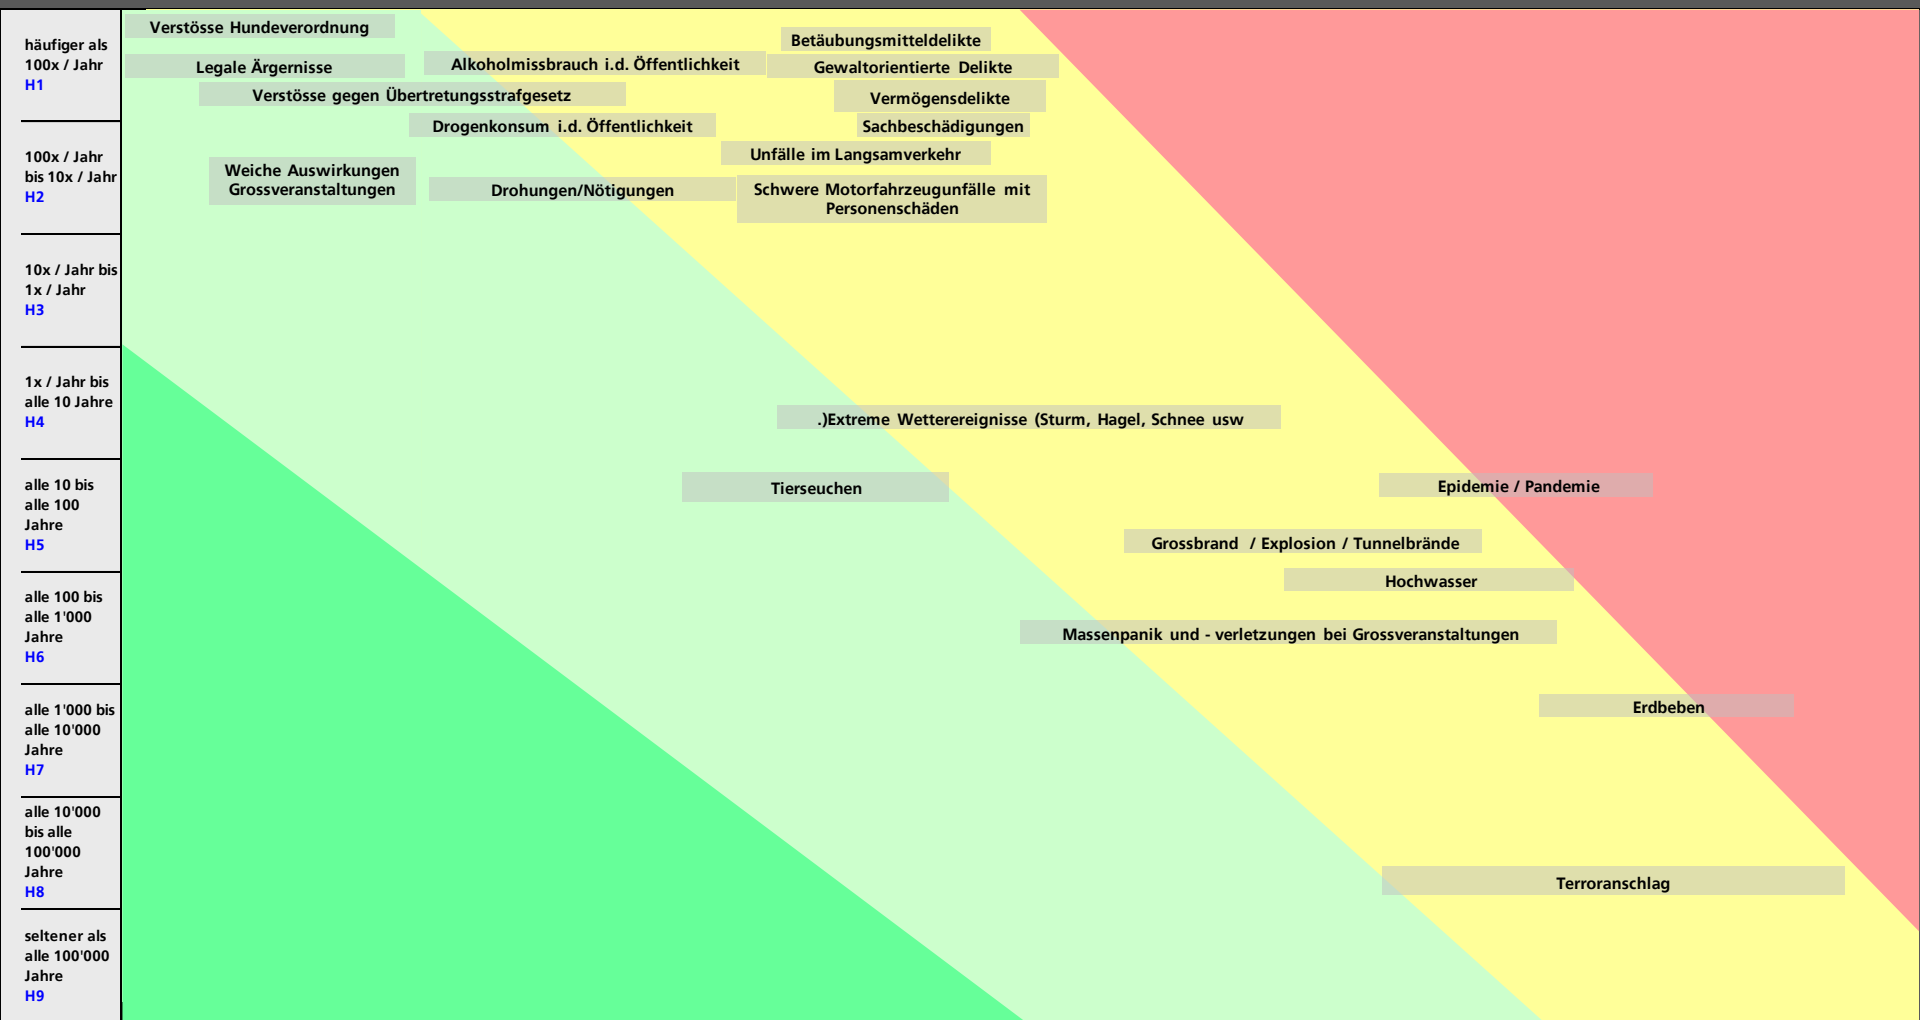 häufiger als
100x / Jahr
H1
100x / Jahr
bis 10x / Jahr
H2
10x / Jahr bis
1x / Jahr
H3
1x / Jahr bis
alle 10 Jahre
H4
alle 10 bis
alle 100
Jahre
H5
alle 100 bis
alle 1'000
Jahre
H6
alle 1'000 bis
alle 10'000
Jahre
H7
alle 10'000
bis alle
100'000
Jahre
H8
seltener als
alle 100'000
Jahre
H9
Verstösse Hundeverordnung
Betäubungsmitteldelikte
Legale Ärgernisse
Alkoholmissbrauch i.d. Öffentlichkeit
Gewaltorientierte Delikte
Verstösse gegen Übertretungsstrafgesetz
Vermögensdelikte
Drogenkonsum i.d. Öffentlichkeit
Sachbeschädigungen
Unfälle im Langsamverkehr
Weiche Auswirkungen
Grossveranstaltungen
Drohungen/Nötigungen
Schwere Motorfahrzeugunfälle mit
Personenschäden
.)Extreme Wetterereignisse (Sturm, Hagel, Schnee usw
Tierseuchen
Epidemie / Pandemie
Grossbrand / Explosion / Tunnelbrände
Hochwasser
Massenpanik und - verletzungen bei Grossveranstaltungen
Erdbeben
Terroranschlag